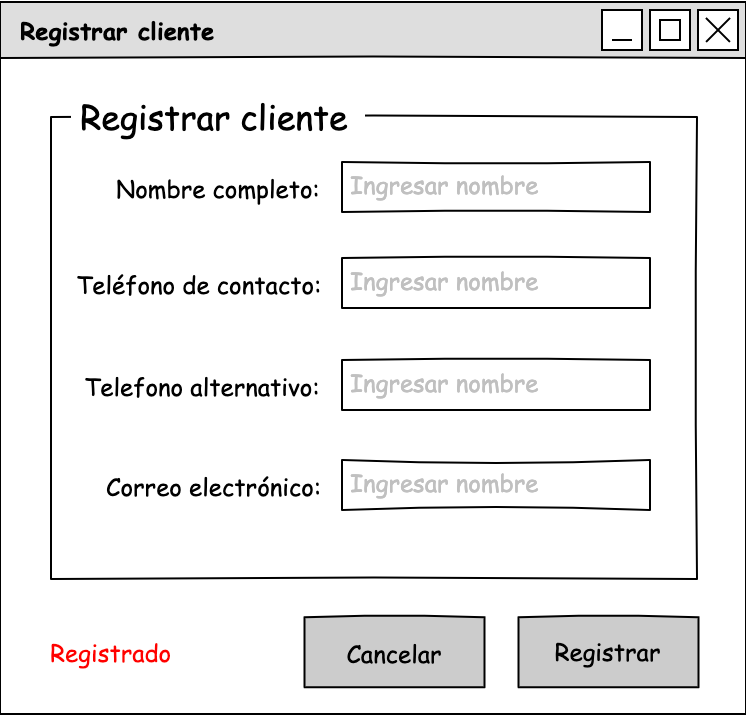 Registrar cliente
Registrar cliente
Nombre completo: Ingresar nombre
Teléfono de contacto: Ingresar nombre
Telefono alternativo: Ingresar nombre
Correo electrónico: Ingresar nombre
Registrado Cancelar Registrar